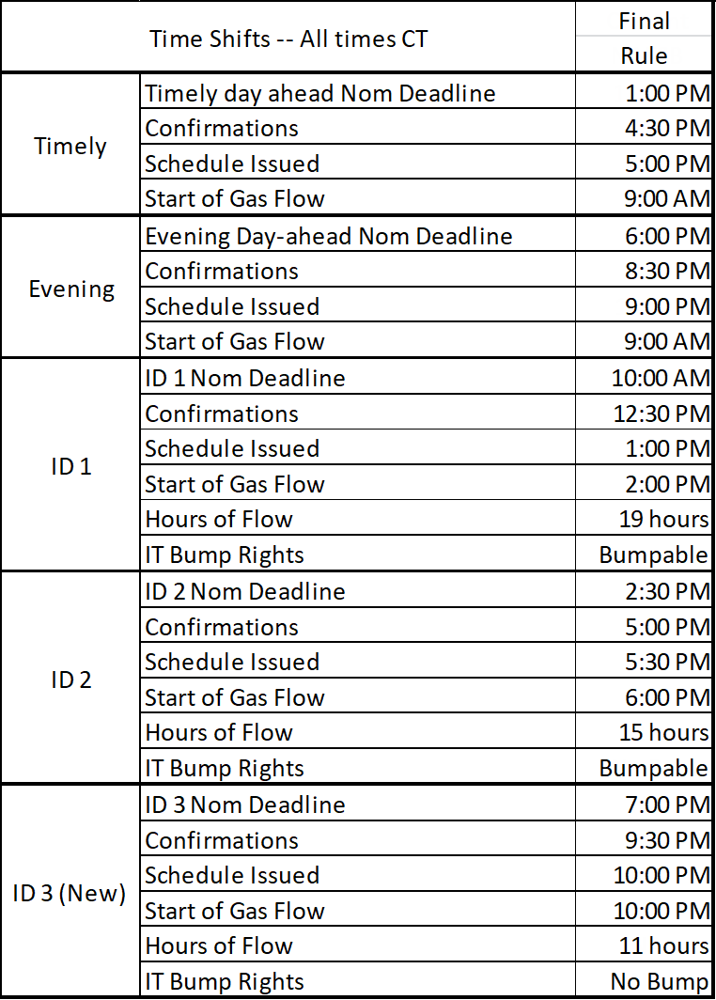 Time Shifts -- All times CT
Final
Rule
Timely
Timely day ahead Nom Deadline 1:00 PM
Confirmations 4:30 PM
Schedule Issued 5:00 PM
Start of Gas Flow 9:00 AM
Evening
Evening Day-ahead Nom Deadline 6:00 PM
Confirmations 8:30 PM
Schedule Issued 9:00 PM
Start of Gas Flow 9:00 AM
ID 1
ID 1 Nom Deadline 10:00 AM
Confirmations 12:30 PM
Schedule Issued 1:00 PM
Start of Gas Flow 2:00 PM
Hours of Flow 19 hours
IT Bump Rights Bumpable
ID 2
ID 2 Nom Deadline 2:30 PM
Confirmations 5:00 PM
Schedule Issued 5:30 PM
Start of Gas Flow 6:00 PM
Hours of Flow 15 hours
IT Bump Rights Bumpable
ID 3 (New)
ID 3 Nom Deadline 7:00 PM
Confirmations 9:30 PM
Schedule Issued 10:00 PM
Start of Gas Flow 10:00 PM
Hours of Flow 11 hours
IT Bump Rights No Bump